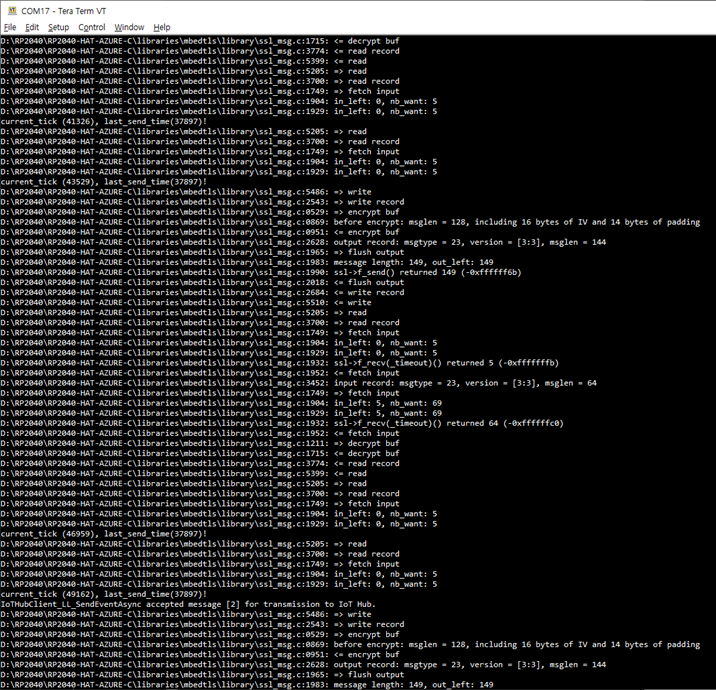 COM17 - Tera Term VT
File Edit Setup Control Window Help
D:\RP2040\RP2040-HAT-AZURE-C\libraries\mbedtls\library\ssl_msg.c:1715: <= decrypt buf
D:\RP2040\RP2040-HAT-AZURE-C\libraries\mbedtls\library\ssl_msg.c:3774: <= read record
D:\RP2040\RP2040-HAT-AZURE-C\libraries\mbedtls\library\ssl_msg.c:5399: <= read
D:\RP2040\RP2040-HAT-AZURE-C\libraries\mbedtls\library\ssl_msg.c:5205: => read
D:\RP2040\RP2040-HAT-AZURE-C\libraries\mbedtls\library\ssl_msg.c:3700: => read record
D:\RP2040\RP2040-HAT-AZURE-C\libraries\mbedtls\library\ssl_msg.c:1749: => fetch input
D:\RP2040\RP2040-HAT-AZURE-C\libraries\mbedtls\library\ssl_msg.c:1904: in_left: 0, nb_want: 5
D:\RP2040\RP2040-HAT-AZURE-C\libraries\mbedtls\library\ssl_msg.c:1929: in_left: 0, nb_want: 5
current_tick (41326), last_send_time(37897)!
D:\RP2040\RP2040-HAT-AZURE-C\libraries\mbedtls\library\ssl_msg.c:5205: => read
D:\RP2040\RP2040-HAT-AZURE-C\libraries\mbedtls\library\ssl_msg.c:3700: => read record
D:\RP2040\RP2040-HAT-AZURE-C\libraries\mbedtls\library\ssl_msg.c:1749: => fetch input
D:\RP2040\RP2040-HAT-AZURE-C\libraries\mbedtls\library\ssl_msg.c:1904: in_left: 0, nb_want: 5
D:\RP2040\RP2040-HAT-AZURE-C\libraries\mbedtls\library\ssl_msg.c:1929: in_left: 0, nb_want: 5
current_tick (43529), last_send_time(37897)!
D:\RP2040\RP2040-HAT-AZURE-C\libraries\mbedtls\library\ssl_msg.c:5486: => write
D:\RP2040\RP2040-HAT-AZURE-C\libraries\mbedtls\library\ssl_msg.c:2543: => write record
D:\RP2040\RP2040-HAT-AZURE-C\libraries\mbedtls\library\ssl_msg.c:0529: => encrypt buf
D:\RP2040\RP2040-HAT-AZURE-C\libraries\mbedtls\library\ssl_msg.c:0869: before encrypt: msglen = 128, including 16 bytes of IV and 14 bytes of padding
D:\RP2040\RP2040-HAT-AZURE-C\libraries\mbedtls\library\ssl_msg.c:0951: <= encrypt buf
D:\RP2040\RP2040-HAT-AZURE-C\libraries\mbedtls\library\ssl_msg.c:2628: output record: msgtype = 23, version = [3:3], msglen = 144
D:\RP2040\RP2040-HAT-AZURE-C\libraries\mbedtls\library\ssl_msg.c:1965: => flush output
D:\RP2040\RP2040-HAT-AZURE-C\libraries\mbedtls\library\ssl_msg.c:1983: message length: 149, out_left: 149
D:\RP2040\RP2040-HAT-AZURE-C\libraries\mbedtls\library\ssl_msg.c:1990: ssl->f_send() returned 149 (-0xffffff6b)
D:\RP2040\RP2040-HAT-AZURE-C\libraries\mbedtls\library\ssl_msg.c:2018: <= flush output
D:\RP2040\RP2040-HAT-AZURE-C\libraries\mbedtls\library\ssl_msg.c:2684: <= write record
D:\RP2040\RP2040-HAT-AZURE-C\libraries\mbedtls\library\ssl_msg.c:5510: <= write
D:\RP2040\RP2040-HAT-AZURE-C\libraries\mbedtls\library\ssl_msg.c:5205: => read
D:\RP2040\RP2040-HAT-AZURE-C\libraries\mbedtls\library\ssl_msg.c:3700: => read record
D:\RP2040\RP2040-HAT-AZURE-C\libraries\mbedtls\library\ssl_msg.c:1749: => fetch input
D:\RP2040\RP2040-HAT-AZURE-C\libraries\mbedtls\library\ssl_msg.c:1904: in_left: 0, nb_want: 5
D:\RP2040\RP2040-HAT-AZURE-C\libraries\mbedtls\library\ssl_msg.c:1929: in_left: 0, nb_want: 5
D:\RP2040\RP2040-HAT-AZURE-C\libraries\mbedtls\library\ssl_msg.c:1932: ssl->f_recv(_timeout)() returned 5 (-0xfffffffb)
D:\RP2040\RP2040-HAT-AZURE-C\libraries\mbedtls\library\ssl_msg.c:1952: <= fetch input
D:\RP2040\RP2040-HAT-AZURE-C\libraries\mbedtls\library\ssl_msg.c:3452: input record: msgtype = 23, version = [3:3], msglen = 64
D:\RP2040\RP2040-HAT-AZURE-C\libraries\mbedtls\library\ssl_msg.c:1749: => fetch input
D:\RP2040\RP2040-HAT-AZURE-C\libraries\mbedtls\library\ssl_msg.c:1904: in_left: 5, nb_want: 69
D:\RP2040\RP2040-HAT-AZURE-C\libraries\mbedtls\library\ssl_msg.c:1929: in_left: 5, nb_want: 69
D:\RP2040\RP2040-HAT-AZURE-C\libraries\mbedtls\library\ssl_msg.c:1932: ssl->f_recv(_timeout)() returned 64 (-0xffffffc0)
D:\RP2040\RP2040-HAT-AZURE-C\libraries\mbedtls\library\ssl_msg.c:1952: <= fetch input
D:\RP2040\RP2040-HAT-AZURE-C\libraries\mbedtls\library\ssl_msg.c:1211: => decrypt buf
D:\RP2040\RP2040-HAT-AZURE-C\libraries\mbedtls\library\ssl_msg.c:1715: <= decrypt buf
D:\RP2040\RP2040-HAT-AZURE-C\libraries\mbedtls\library\ssl_msg.c:3774: <= read record
D:\RP2040\RP2040-HAT-AZURE-C\libraries\mbedtls\library\ssl_msg.c:5399: <= read
D:\RP2040\RP2040-HAT-AZURE-C\libraries\mbedtls\library\ssl_msg.c:5205: => read
D:\RP2040\RP2040-HAT-AZURE-C\libraries\mbedtls\library\ssl_msg.c:3700: => read record
D:\RP2040\RP2040-HAT-AZURE-C\libraries\mbedtls\library\ssl_msg.c:1749: => fetch input
D:\RP2040\RP2040-HAT-AZURE-C\libraries\mbedtls\library\ssl_msg.c:1904: in_left: 0, nb_want: 5
D:\RP2040\RP2040-HAT-AZURE-C\libraries\mbedtls\library\ssl_msg.c:1929: in_left: 0, nb_want: 5
current_tick (46959), last_send_time(37897)!
D:\RP2040\RP2040-HAT-AZURE-C\libraries\mbedtls\library\ssl_msg.c:5205: => read
D:\RP2040\RP2040-HAT-AZURE-C\libraries\mbedtls\library\ssl_msg.c:3700: => read record
D:\RP2040\RP2040-HAT-AZURE-C\libraries\mbedtls\library\ssl_msg.c:1749: => fetch input
D:\RP2040\RP2040-HAT-AZURE-C\libraries\mbedtls\library\ssl_msg.c:1904: in_left: 0, nb_want: 5
D:\RP2040\RP2040-HAT-AZURE-C\libraries\mbedtls\library\ssl_msg.c:1929: in_left: 0, nb_want: 5
current_tick (49162), last_send_time(37897)!
IoTHubClient_LL_SendEventAsync accepted message [2] for transmission to IoT Hub.
D:\RP2040\RP2040-HAT-AZURE-C\libraries\mbedtls\library\ssl_msg.c:5486: => write
D:\RP2040\RP2040-HAT-AZURE-C\libraries\mbedtls\library\ssl_msg.c:2543: => write record
D:\RP2040\RP2040-HAT-AZURE-C\libraries\mbedtls\library\ssl_msg.c:0529: => encrypt buf
D:\RP2040\RP2040-HAT-AZURE-C\libraries\mbedtls\library\ssl_msg.c:0869: before encrypt: msglen = 128, including 16 bytes of IV and 14 bytes of padding
D:\RP2040\RP2040-HAT-AZURE-C\libraries\mbedtls\library\ssl_msg.c:0951: <= encrypt buf
D:\RP2040\RP2040-HAT-AZURE-C\libraries\mbedtls\library\ssl_msg.c:2628: output record: msgtype = 23, version = [3:3], msglen = 144
D:\RP2040\RP2040-HAT-AZURE-C\libraries\mbedtls\library\ssl_msg.c:1965: => flush output
D:\RP2040\RP2040-HAT-AZURE-C\libraries\mbedtls\library\ssl_msg.c:1983: message length: 149, out_left: 149